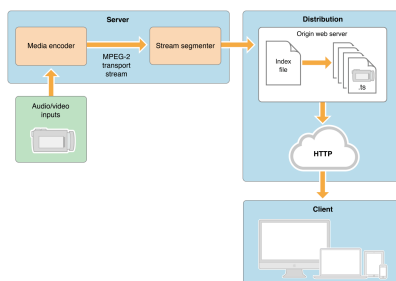 Server
Media encoder
MPEG-2
transport
stream
Stream segmenter
Audio/video
inputs
Distribution
Origin web server
Index
file
.ts
HTTP
Client